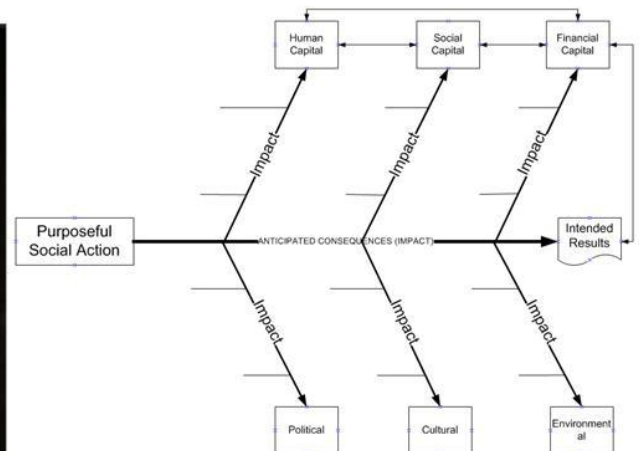 Human
Capital
Social
Capital
Financial
Capital
Impact
Impact
Impact
Purposeful
Social Action
ANTICIPATED CONSEQUENCES (IMPACT)
Intended
Results
Impact
Impact
Impact
Political
Cultural
Environment
al